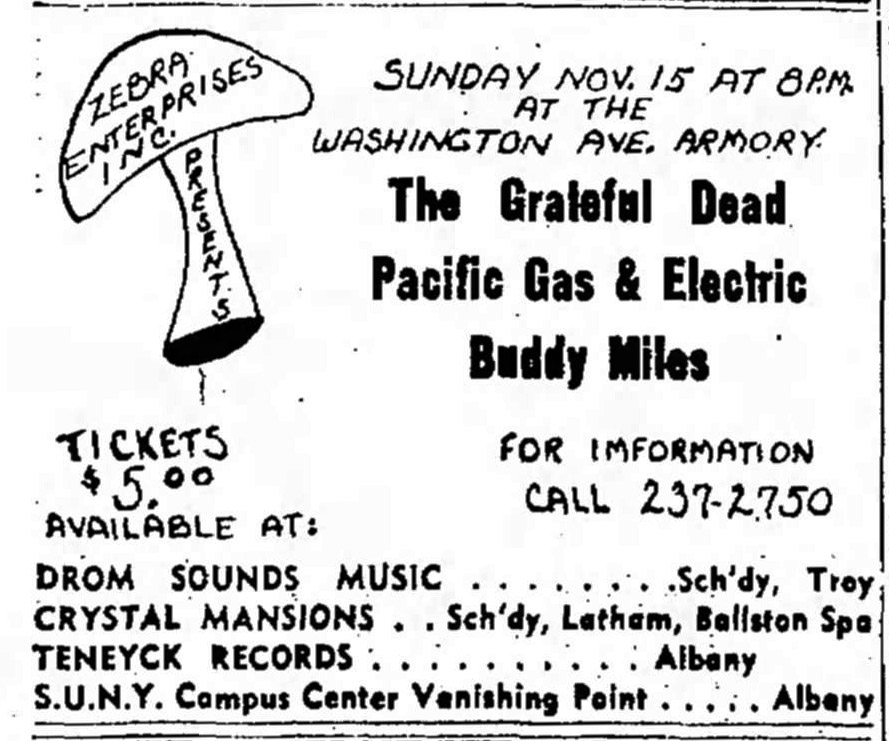 ZEBRA
ENTERPRISES
INC.
PRESENTS
SUNDAY NOV. 15 AT 8 P.M.
AT THE
WASHINGTON AVE. ARMORY
The Grateful Dead
Pacific Gas & Electric
Buddy Miles
TICKETS
$5.00
AVAILABLE AT:
FOR IMFORMATION
CALL 237-2750
DROM SOUNDS MUSIC . . . . . . . . .Sch'dy, Troy
CRYSTAL MANSIONS . . Sch'dy, Latham, Ballston Spa
TENEYCK RECORDS . . . . . . . . . . . Albany
S.U.N.Y. Campus Center Vanishing Point . . . . . Albany